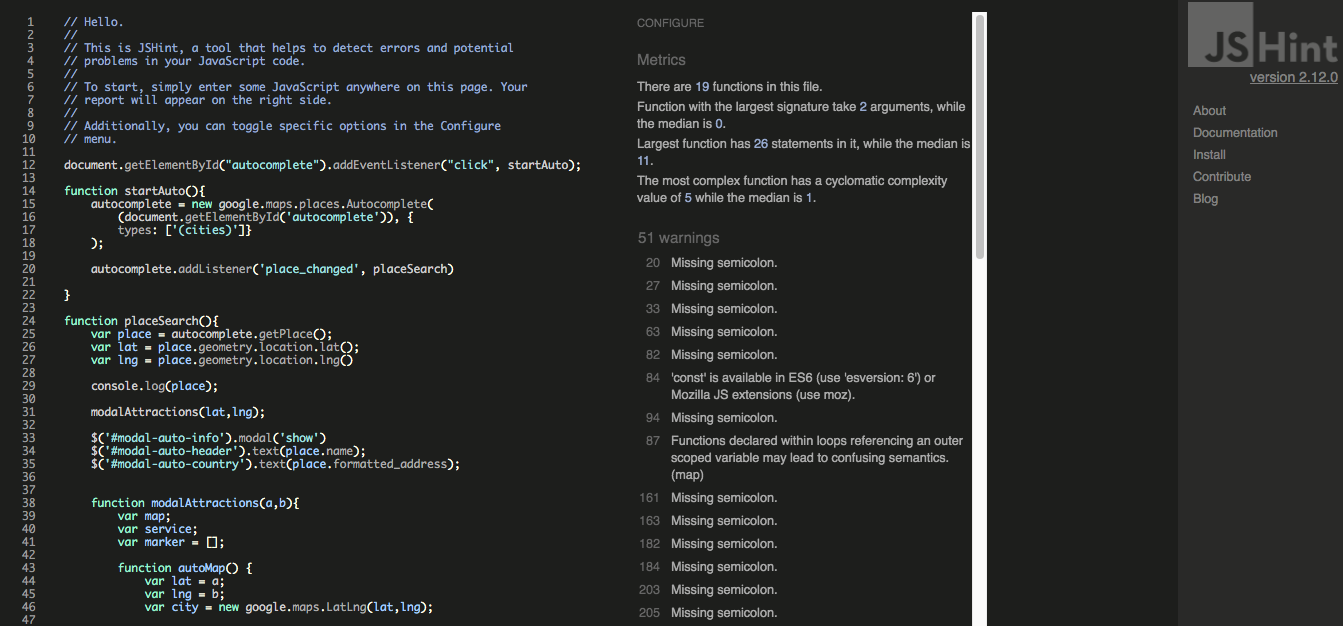 1 // Hello.
2 //
3 // This is JSHint, a tool that helps to detect errors and potential
4 // problems in your JavaScript code.
5 //
6 // To start, simply enter some JavaScript anywhere on this page. Your
7 // report will appear on the right side.
8 //
9 // Additionally, you can toggle specific options in the Configure
10 // menu.
11
12 document.getElementById("autocomplete").addEventListener("click", startAuto);
13
14 function startAuto(){
15     autocomplete = new google.maps.places.Autocomplete(
16         (document.getElementById('autocomplete')), {
17         types: ['(cities)']}
18     );
19
20     autocomplete.addListener('place_changed', placeSearch)
21
22 }
23
24 function placeSearch(){
25     var place = autocomplete.getPlace();
26     var lat = place.geometry.location.lat();
27     var lng = place.geometry.location.lng()
28
29     console.log(place);
30
31     modalAttractions(lat,lng);
32
33     $('#modal-auto-info').modal('show')
34     $('#modal-auto-header').text(place.name);
35     $('#modal-auto-country').text(place.formatted_address);
36
37
38     function modalAttractions(a,b){
39         var map;
40         var service;
41         var marker = [];
42
43         function autoMap() {
44             var lat = a;
45             var lng = b;
46             var city = new google.maps.LatLng(lat,lng);
47
CONFIGURE
Metrics
There are 19 functions in this file.
Function with the largest signature take 2 arguments, while
the median is 0.
Largest function has 26 statements in it, while the median is
11.
The most complex function has a cyclomatic complexity
value of 5 while the median is 1.
51 warnings
20 Missing semicolon.
27 Missing semicolon.
33 Missing semicolon.
63 Missing semicolon.
82 Missing semicolon.
84 'const' is available in ES6 (use 'esversion: 6') or
Mozilla JS extensions (use moz).
94 Missing semicolon.
87 Functions declared within loops referencing an outer
scoped variable may lead to confusing semantics.
(map)
161 Missing semicolon.
163 Missing semicolon.
182 Missing semicolon.
184 Missing semicolon.
203 Missing semicolon.
205 Missing semicolon.
JSHint
version 2.12.0
About
Documentation
Install
Contribute
Blog